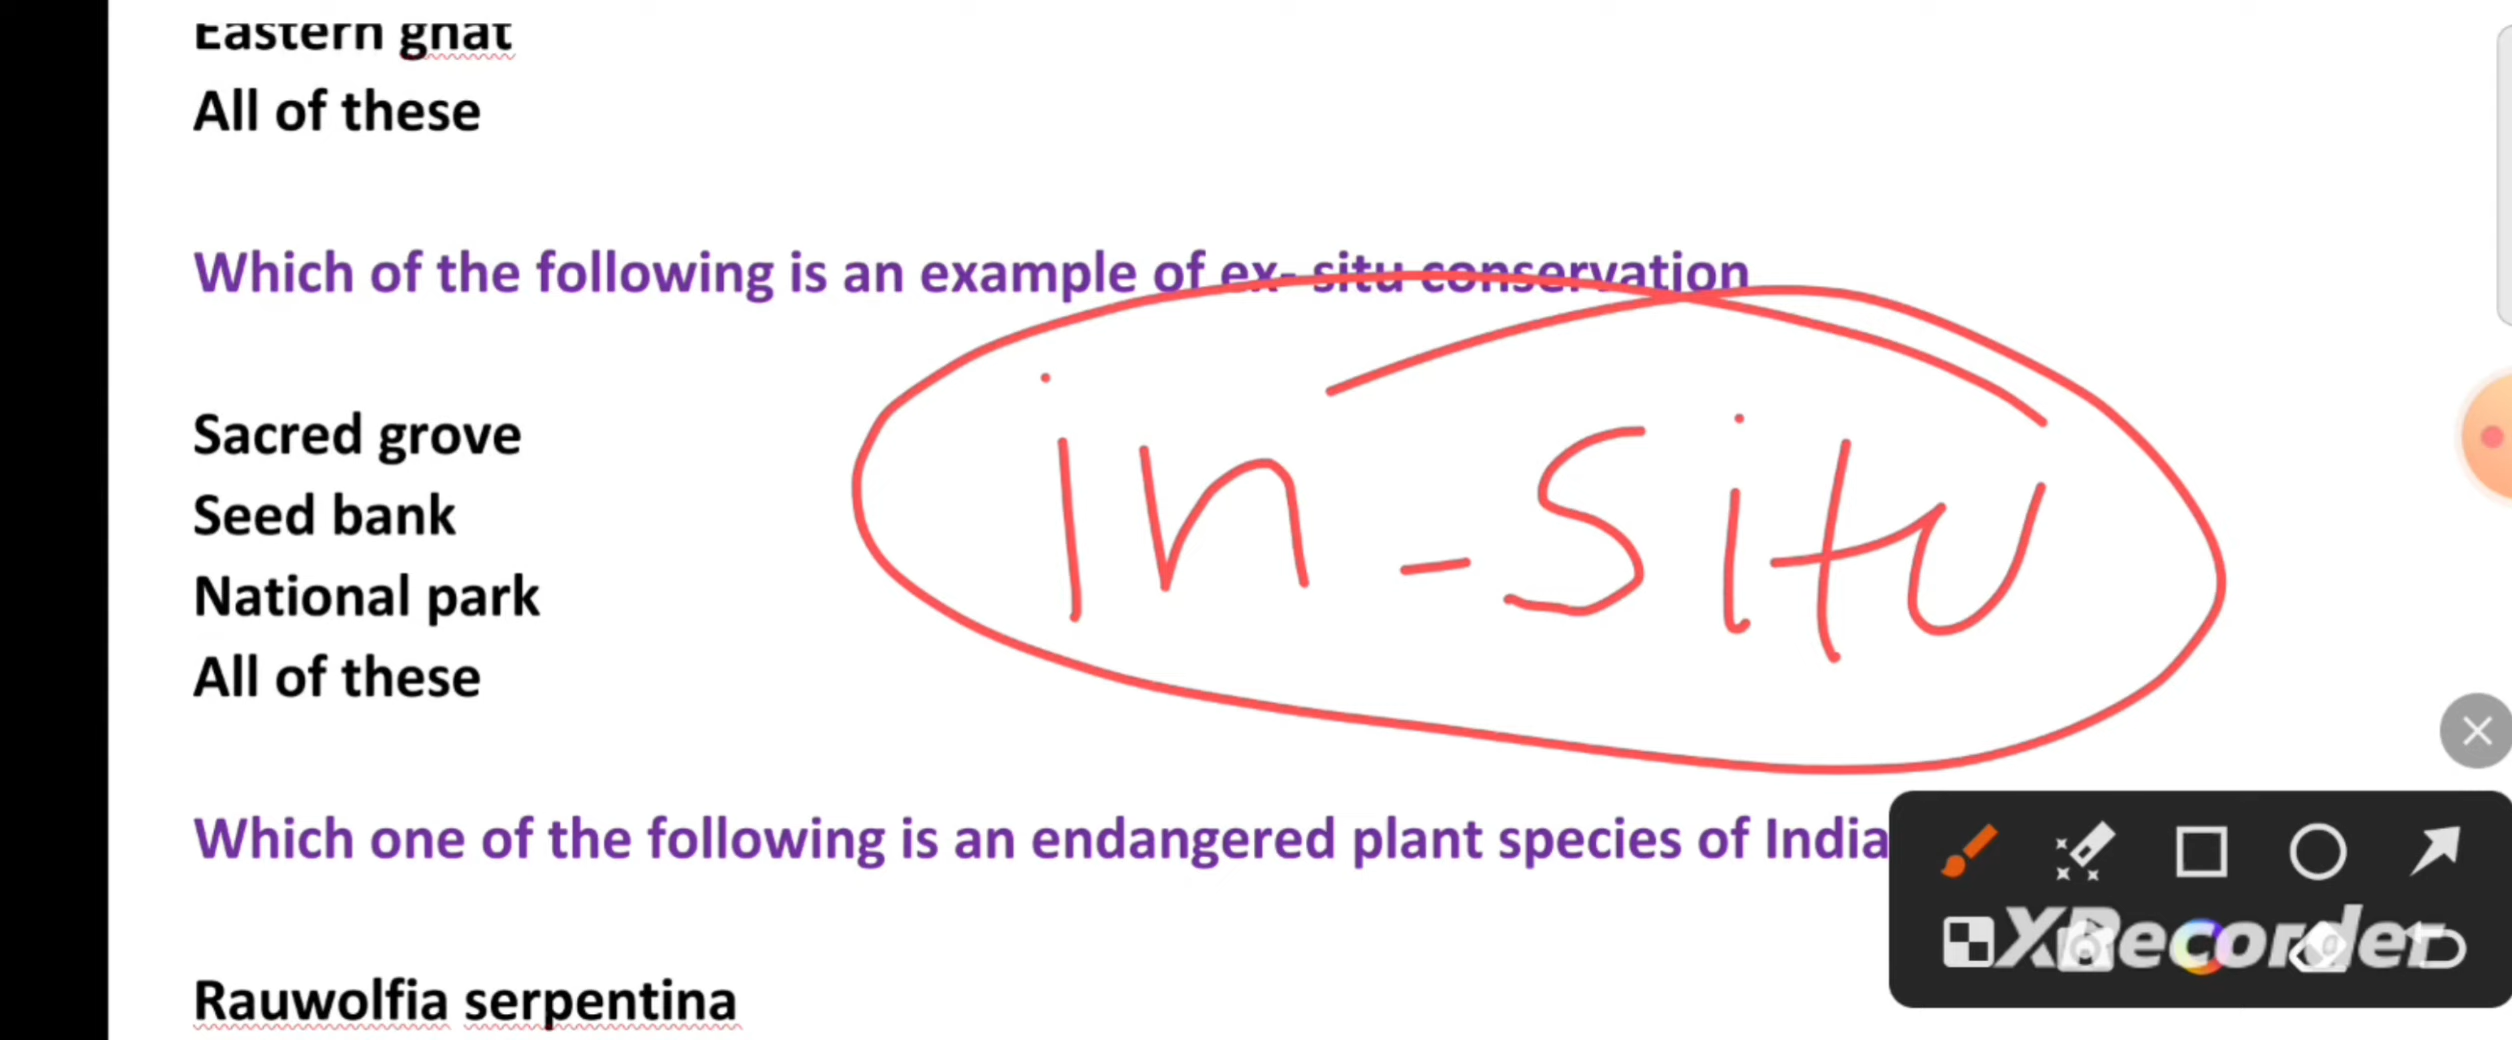 Eastern ghat
All of these
Which of the following is an example of ex- situ conservation
Sacred grove
in-situ
Seed bank
National park
All of these
Which one of the following is an endangered plant species of India
XRecorder
Rauwolfia serpentina